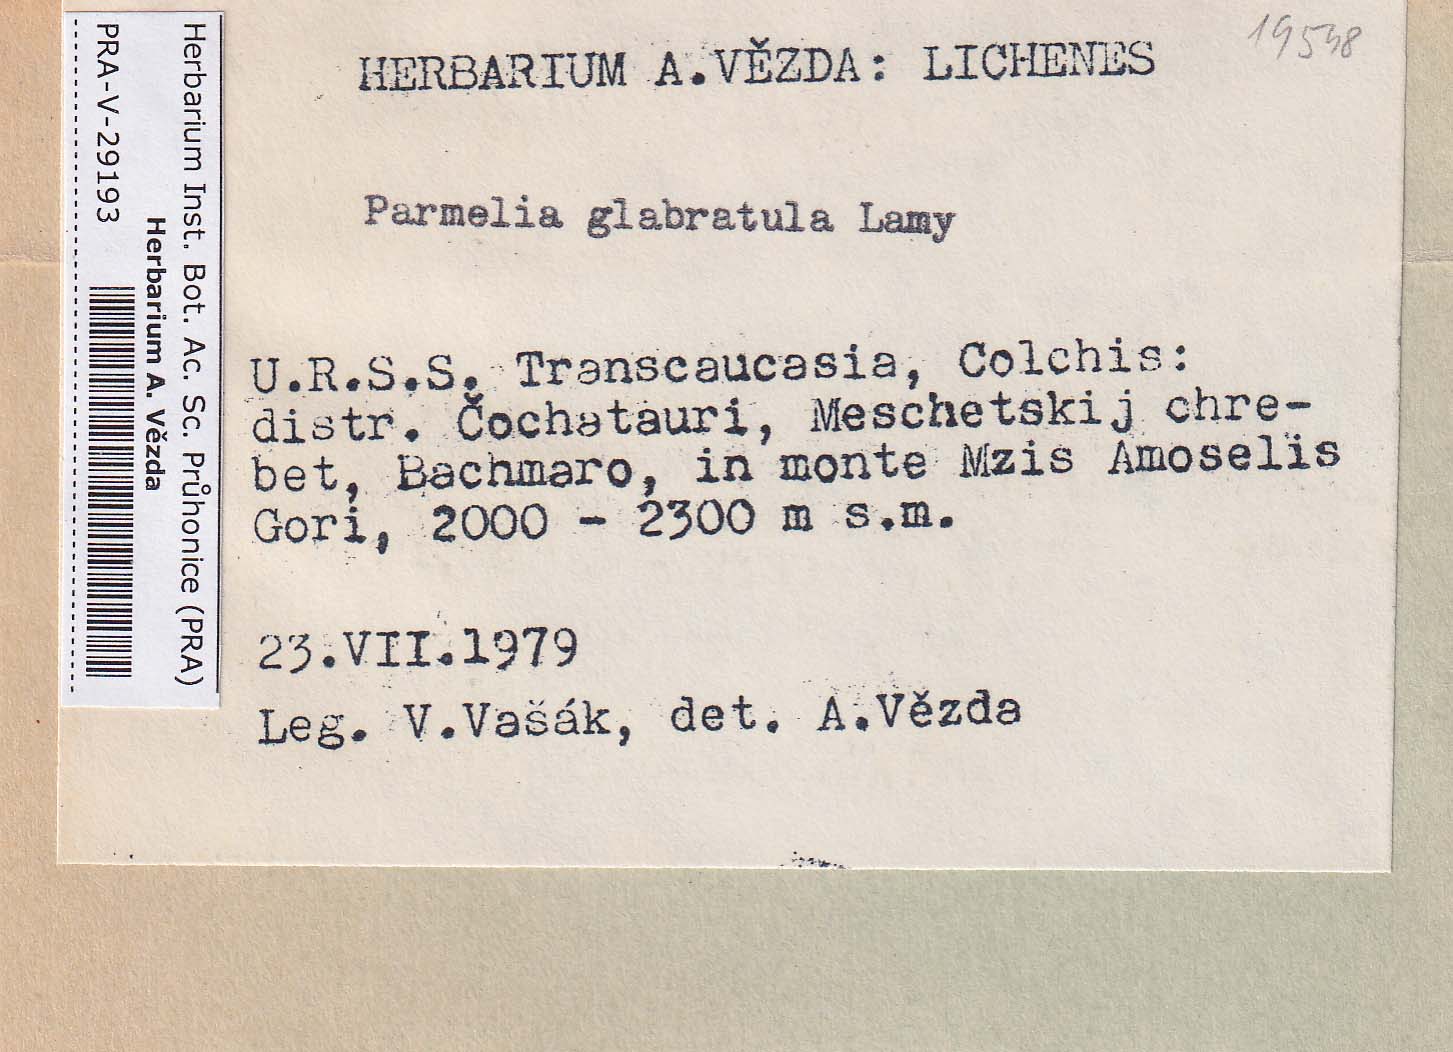 19538
HERBARIUM A.VĚZDA: LICHENES
Parmelia glabratula Lamy
U.R.S.S. Transcaucasia, Colchis:
distr. Čochatauri, Meschetskij chre-
bet, Bachmaro, in monte Mzis Amoselis
Gori, 2000 - 2300 m s.m.
23.VII.1979
Leg. V.Vašák, det. A.Vězda
Herbarium Inst. Bot. Ac. Sc. Průhonice (PRA)
Herbarium A. Vězda
PRA-V-29193